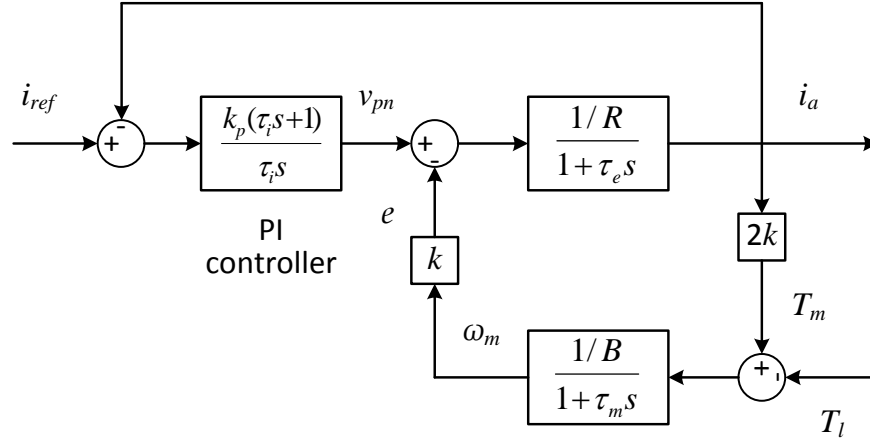 -
i_ref
+
k_p(τ_i s+1)
τ_i s
v_pn
+
-
1/R
1+τ_e s
i_a
PI
controller
e
k
2k
T_m
ω_m
1/B
1+τ_m s
+
-
T_l